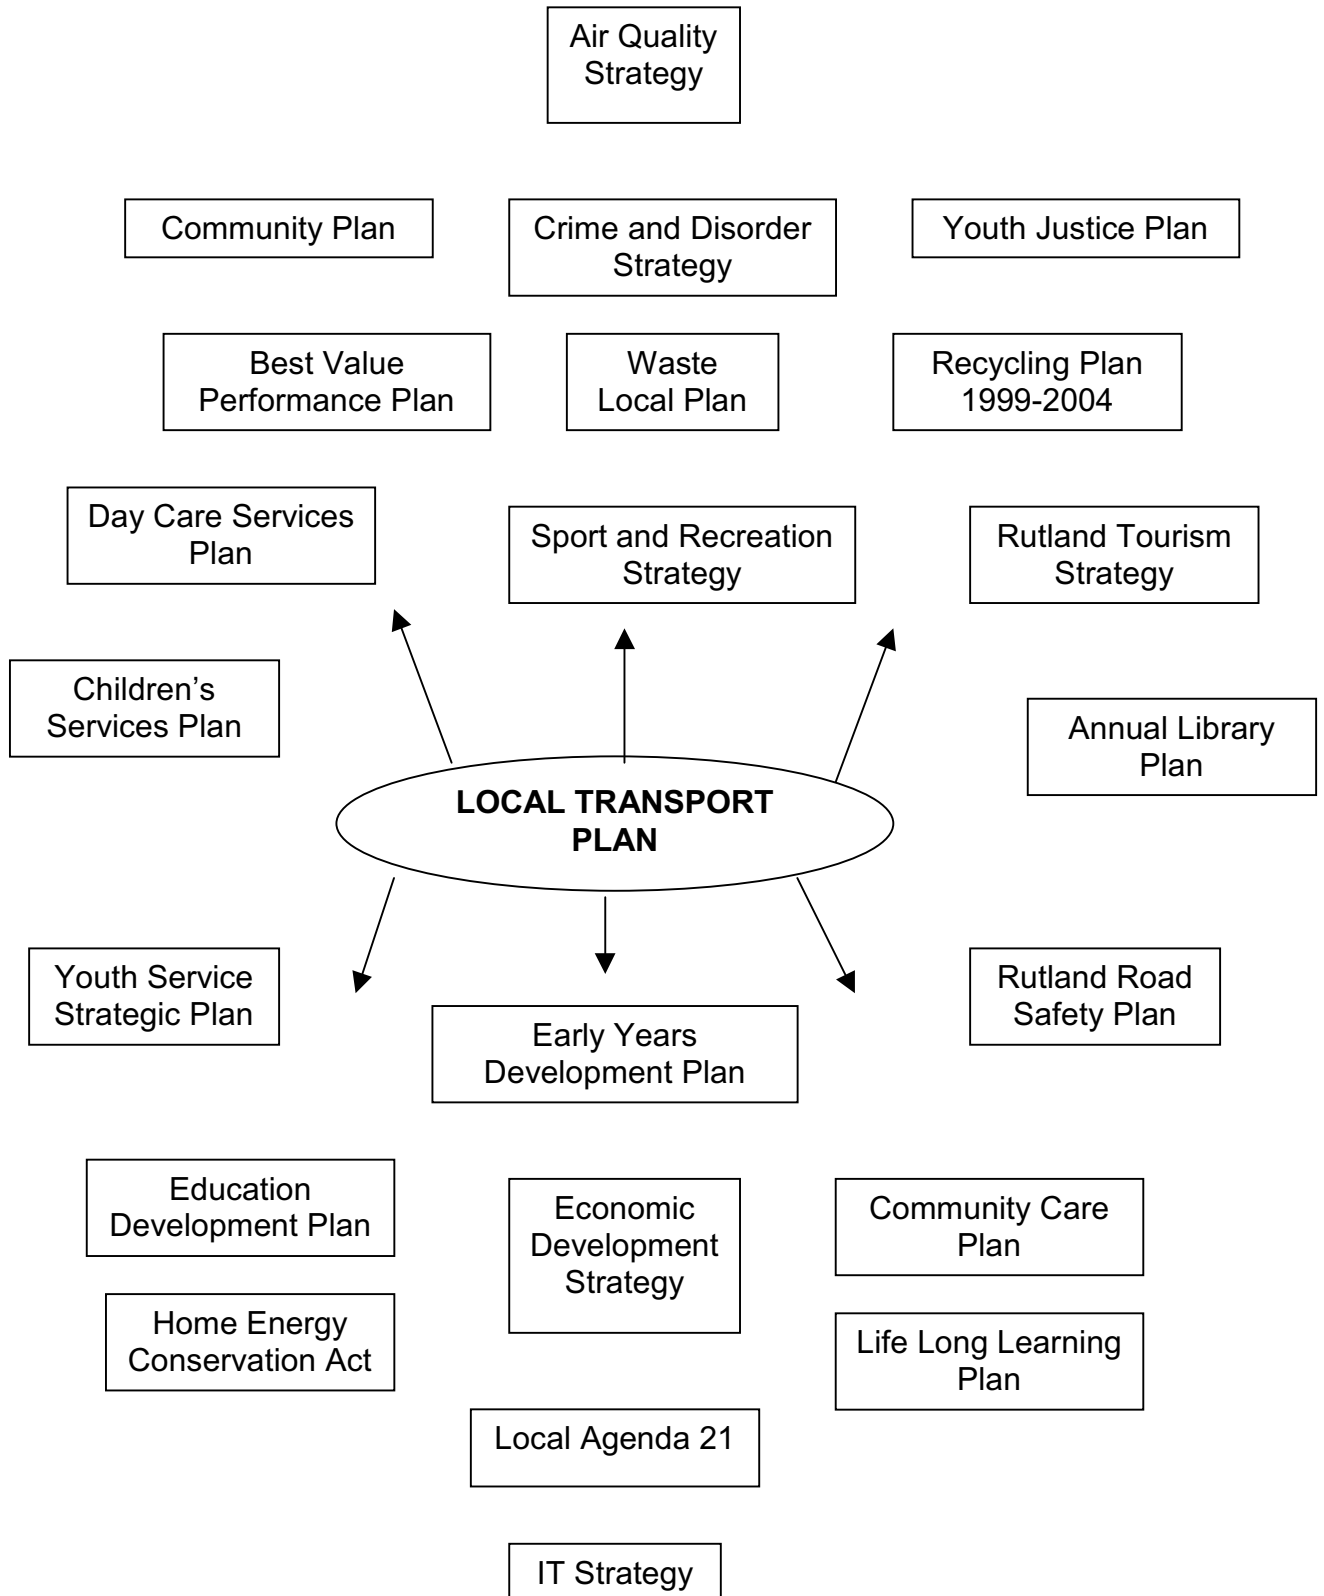 Air Quality
Strategy
Community Plan
Crime and Disorder
Strategy
Youth Justice Plan
Best Value
Performance Plan
Waste
Local Plan
Recycling Plan
1999-2004
Day Care Services
Plan
Sport and Recreation
Strategy
Rutland Tourism
Strategy
Children’s
Services Plan
Annual Library
Plan
LOCAL TRANSPORT
PLAN
Youth Service
Strategic Plan
Early Years
Development Plan
Rutland Road
Safety Plan
Education
Development Plan
Economic
Development
Strategy
Community Care
Plan
Home Energy
Conservation Act
Life Long Learning
Plan
Local Agenda 21
IT Strategy